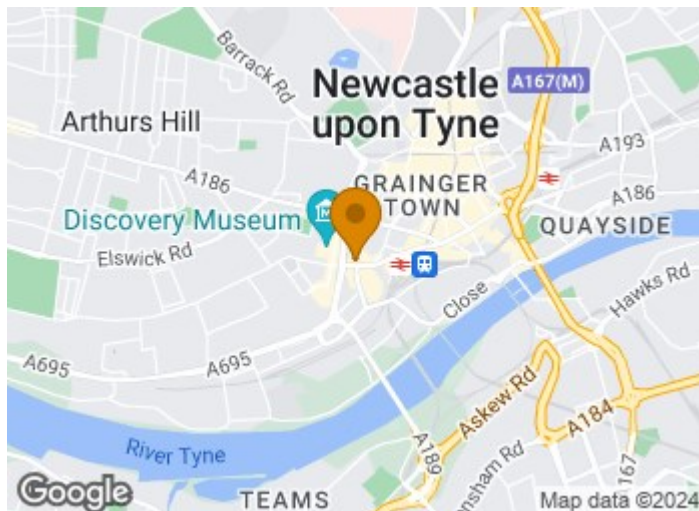 Barrack Rd
Newcastle
upon Tyne
A167(M)
Arthurs Hill
A193
A186
GRAINGER
TOWN
A186
Discovery Museum
QUAYSIDE
Elswick Rd
Close
Hawks Rd
A695
A695
Askew Rd
A184
River Tyne
A189
ensham Rd
167
Google
TEAMS
Map data ©2024